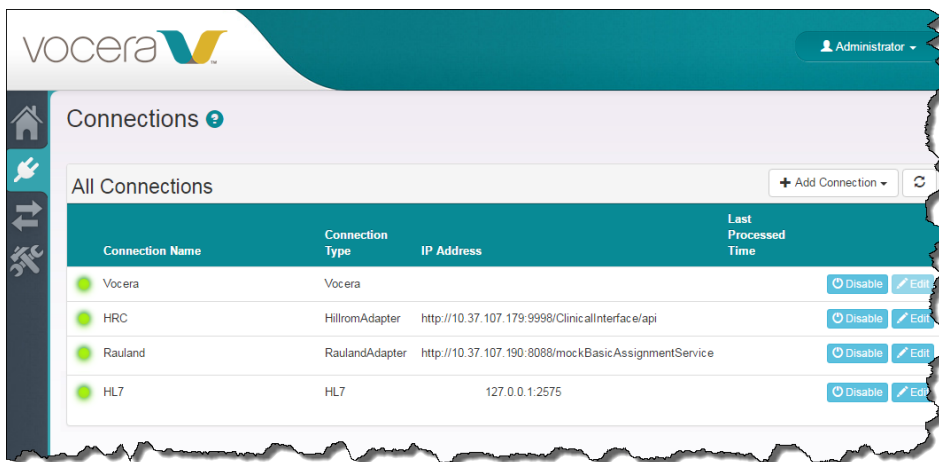 vocera
TM
Administrator
Connections ?
All Connections
Add Connection
Connection Name Connection Type IP Address Last Processed Time
Vocera Vocera Disable Edit
HRC HillromAdapter http://10.37.107.179:9998/ClinicalInterface/api Disable Edit
Rauland RaulandAdapter http://10.37.107.190:8088/mockBasicAssignmentService Disable Edit
HL7 HL7 127.0.0.1:2575 Disable Edit